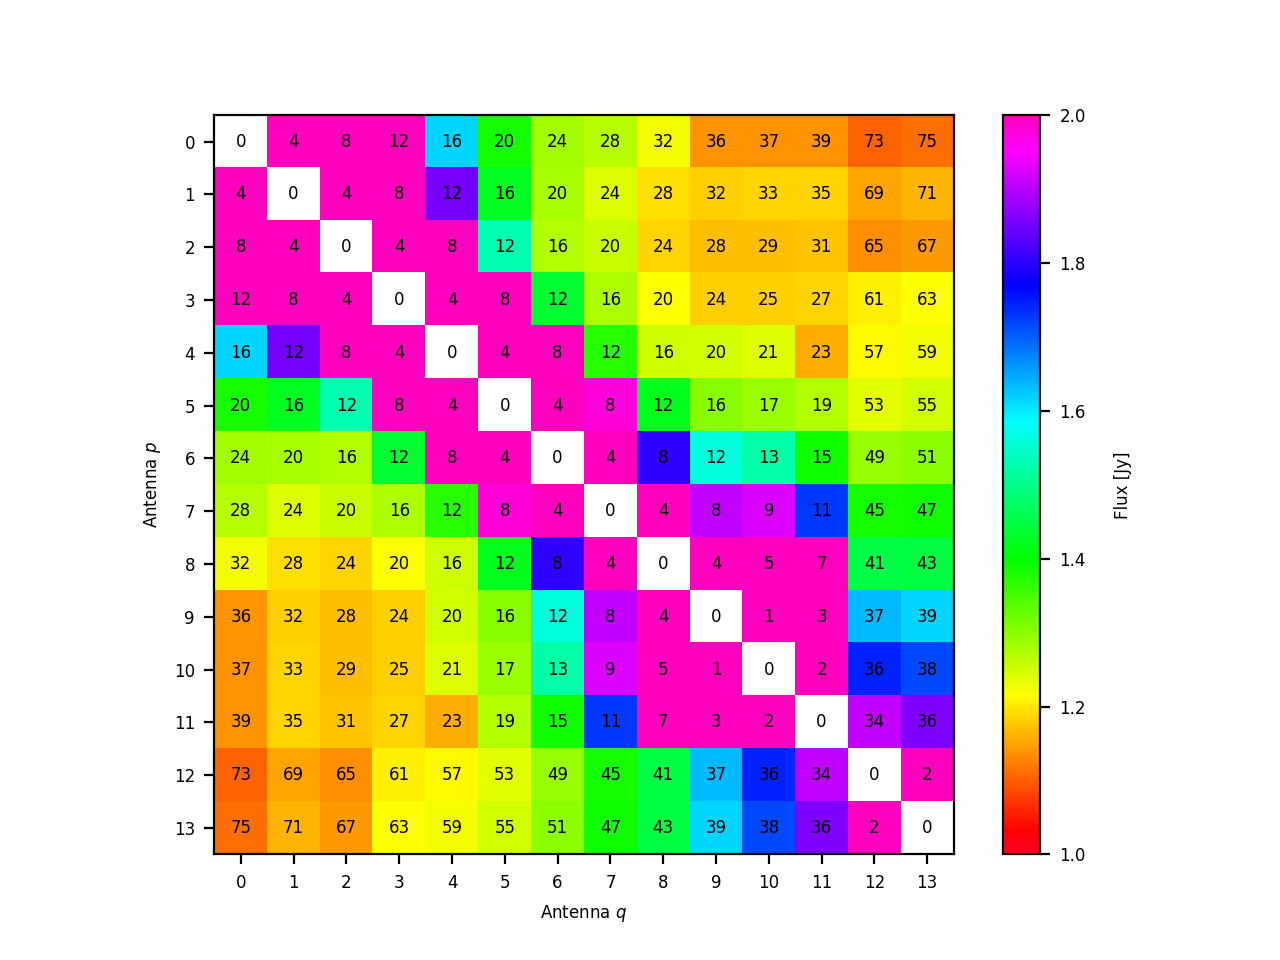 0 0 4 8 12 16 20 24 28 32 36 37 39 73 75
1 4 0 4 8 12 16 20 24 28 32 33 35 69 71
2 8 4 0 4 8 12 16 20 24 28 29 31 65 67
3 12 8 4 0 4 8 12 16 20 24 25 27 61 63
4 16 12 8 4 0 4 8 12 16 20 21 23 57 59
5 20 16 12 8 4 0 4 8 12 16 17 19 53 55
6 24 20 16 12 8 4 0 4 8 12 13 15 49 51
7 28 24 20 16 12 8 4 0 4 8 9 11 45 47
8 32 28 24 20 16 12 8 4 0 4 5 7 41 43
9 36 32 28 24 20 16 12 8 4 0 1 3 37 39
10 37 33 29 25 21 17 13 9 5 1 0 2 36 38
11 39 35 31 27 23 19 15 11 7 3 2 0 34 36
12 73 69 65 61 57 53 49 45 41 37 36 34 0 2
13 75 71 67 63 59 55 51 47 43 39 38 36 2 0
0 1 2 3 4 5 6 7 8 9 10 11 12 13
Antenna q
Antenna p
2.0
1.8
1.6
1.4
1.2
1.0
Flux [Jy]